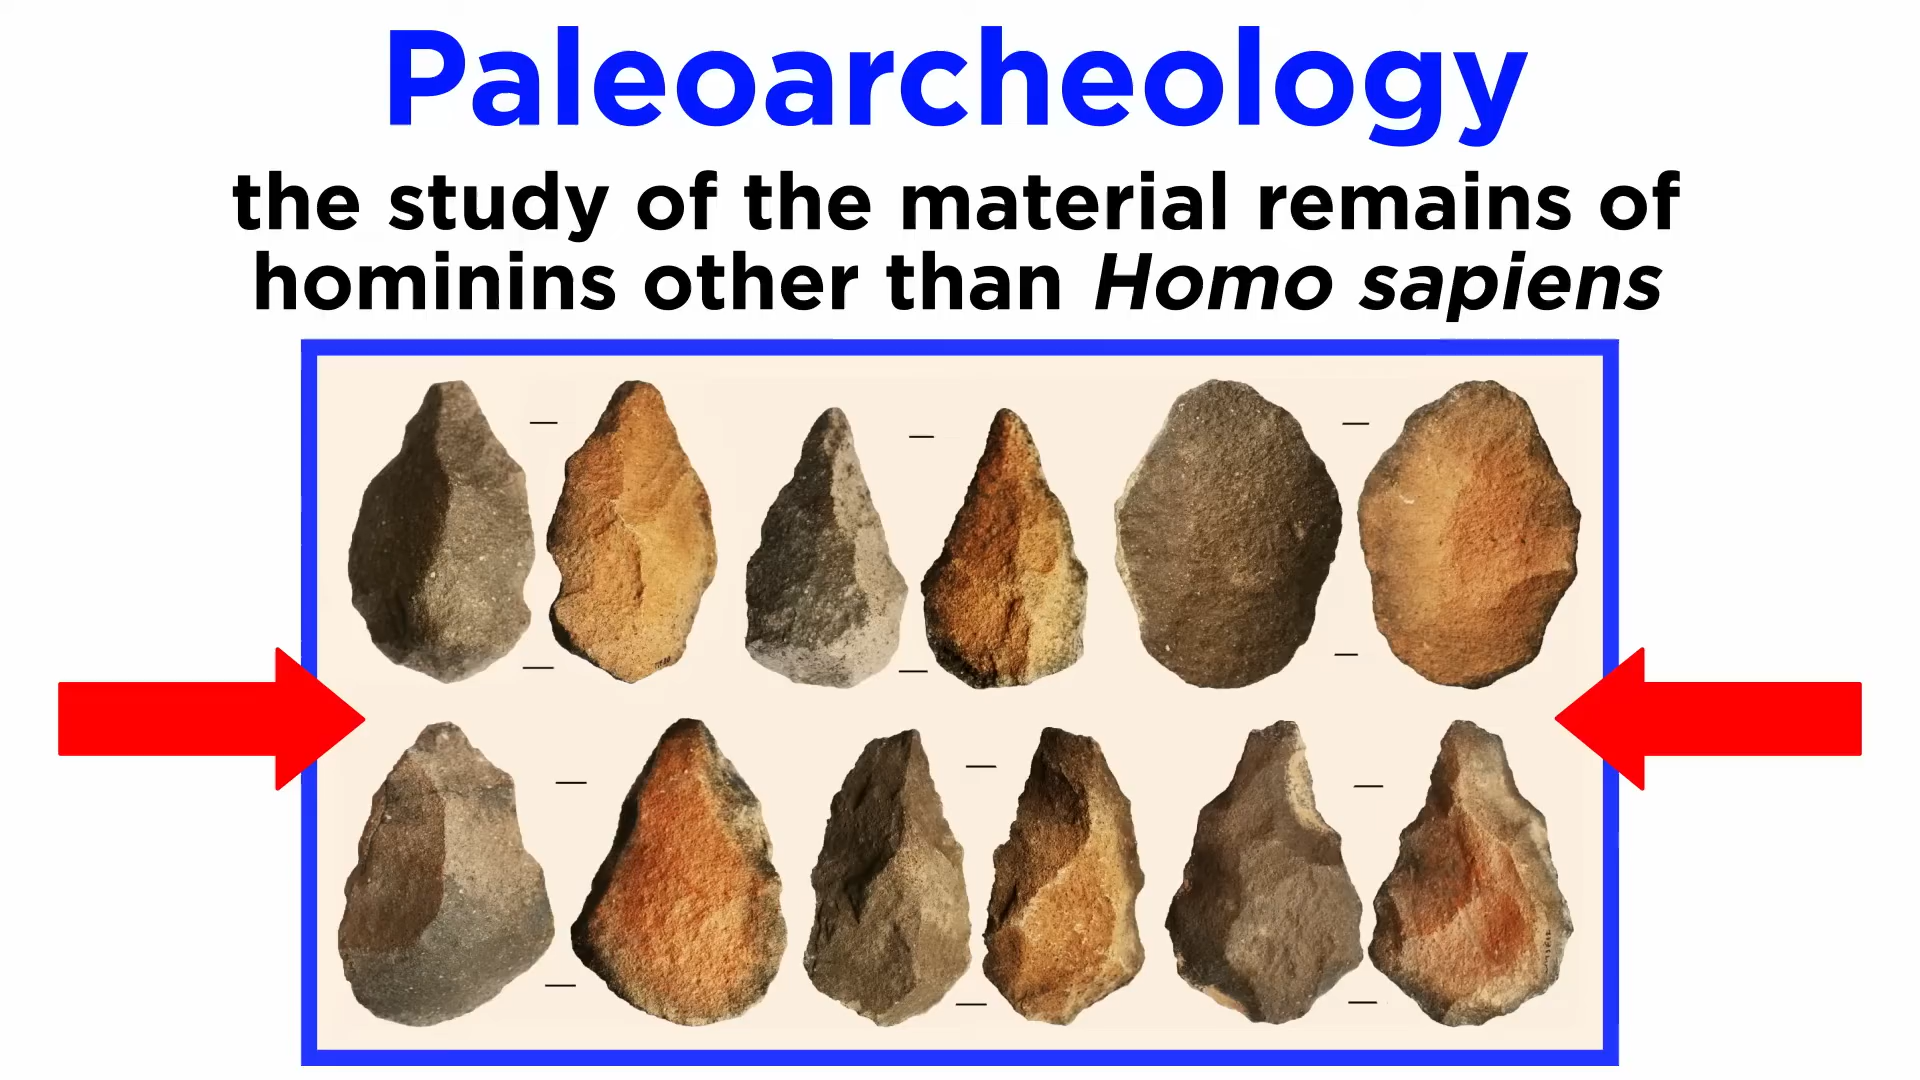 Paleoarcheology
the study of the material remains of
hominins other than Homo sapiens